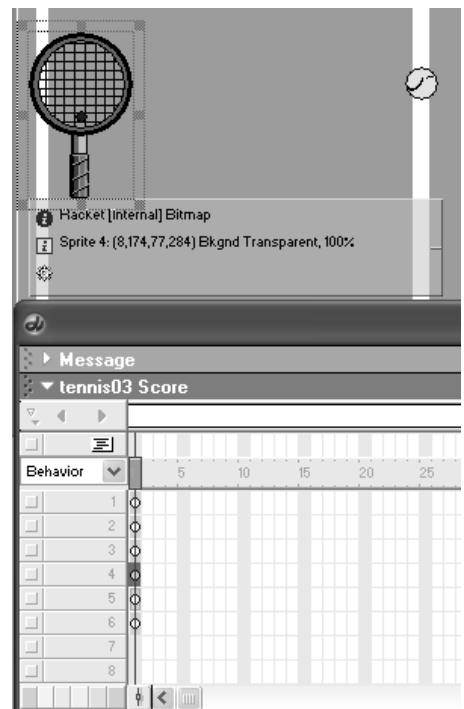 Racket [Internal] Bitmap
Sprite 4: (8,174,77,284) Bkgnd Transparent, 100%
Message
tennis03 Score
Behavior
5 10 15 20 25
1
2
3
4
5
6
7
8